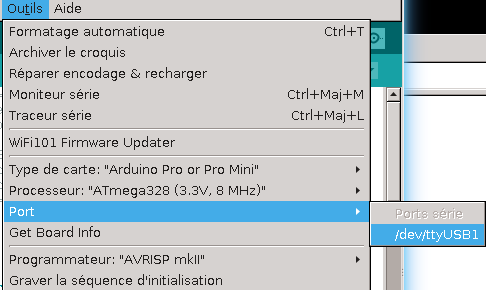 Outils Aide
Formatage automatique Ctrl+T
Archiver le croquis
Réparer encodage & recharger
Moniteur série Ctrl+Maj+M
Traceur série Ctrl+Maj+L
WiFi101 Firmware Updater
Type de carte: "Arduino Pro or Pro Mini"
Processeur: "ATmega328 (3.3V, 8 MHz)"
Port
Ports série
Get Board Info
/dev/ttyUSB1
Programmateur: "AVRISP mkII"
Graver la séquence d'initialisation